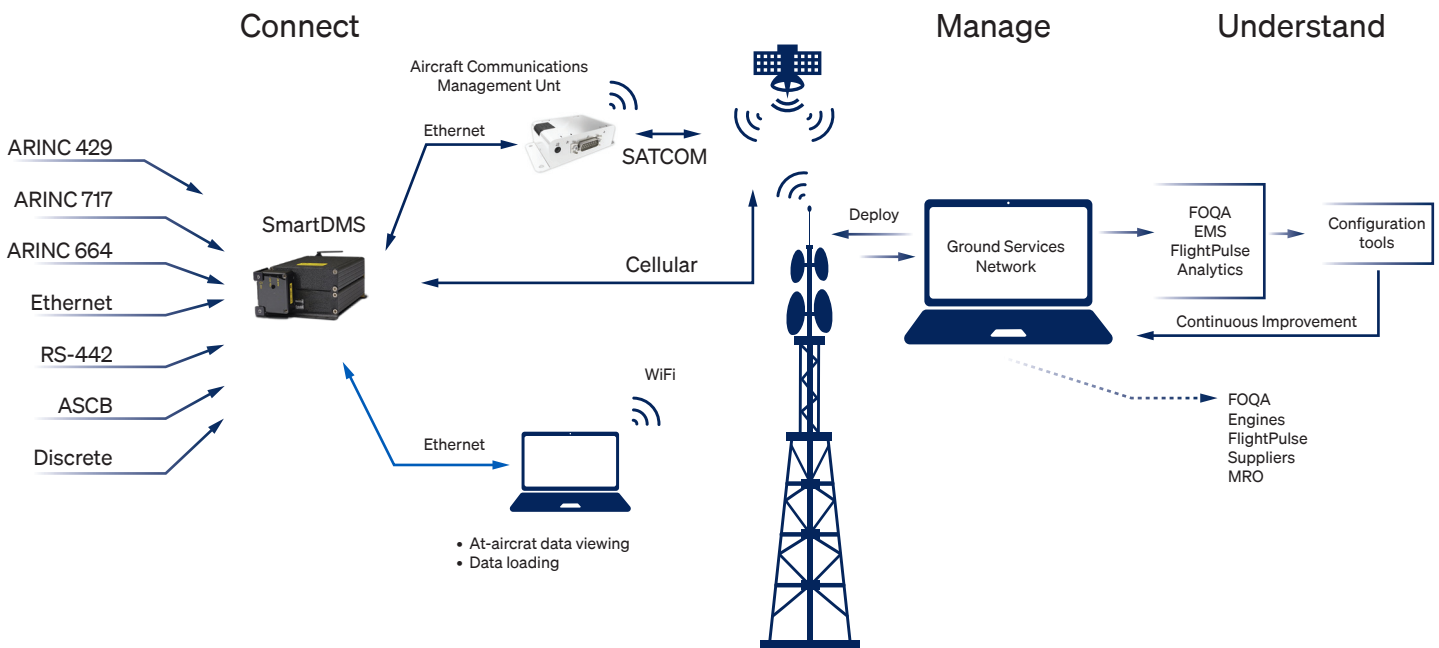 Connect
Manage
Understand
Aircraft Communications
Management Unt
Ethernet
SATCOM
ARINC 429
ARINC 717
ARINC 664
Ethernet
RS-442
ASCB
Discrete
SmartDMS
Cellular
WiFi
Ethernet
• At-aircrat data viewing
• Data loading
Deploy
Ground Services
Network
FOQA
EMS
FlightPulse
Analytics
Configuration
tools
Continuous Improvement
FOQA
Engines
FlightPulse
Suppliers
MRO